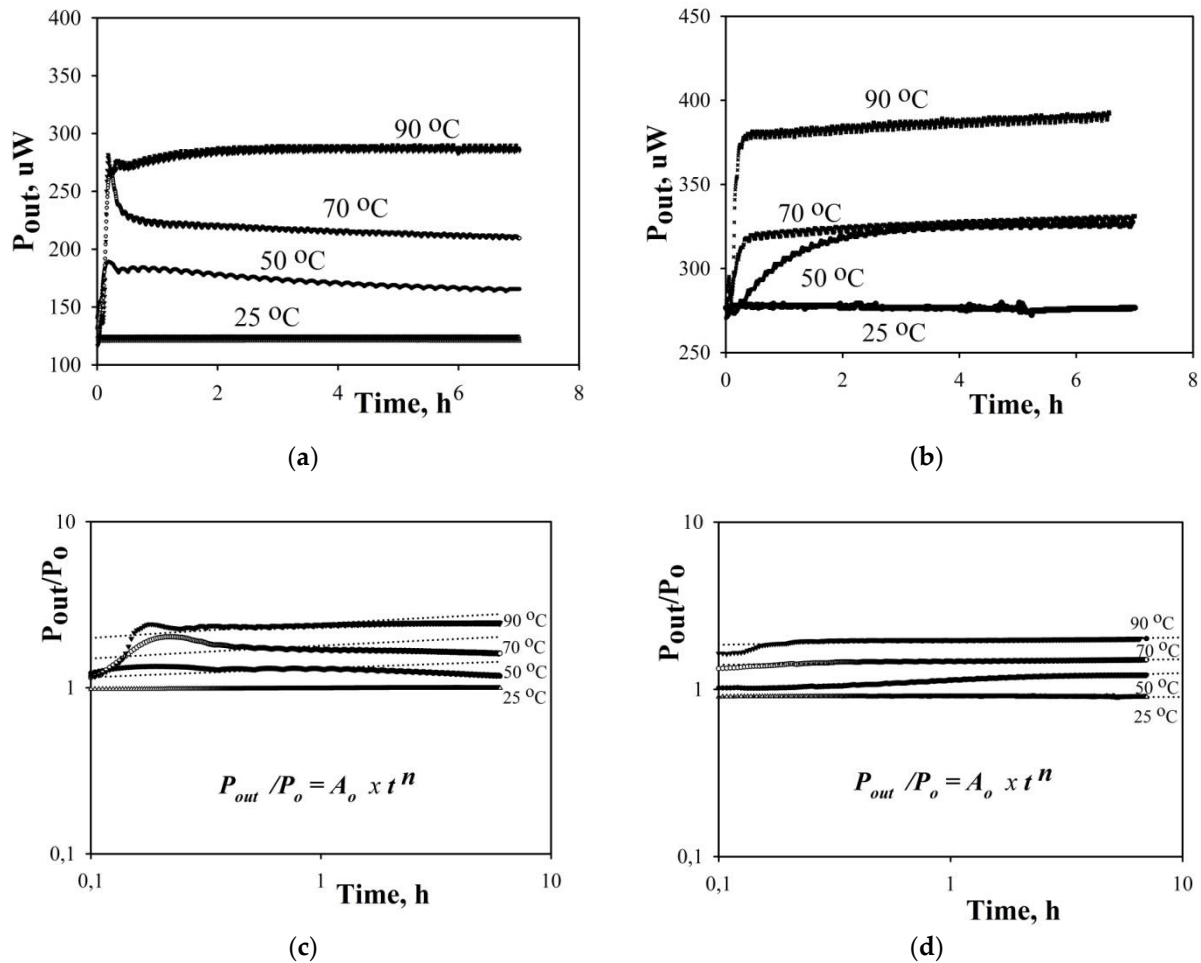 400
350
300
250
200
150
100
Pout, uW
90 ºC
70 ºC
50 ºC
25 ºC
0
2
4
6
8
Time, h
(a)
450
400
350
300
250
Pout, uW
90 ºC
70 ºC
50 ºC
25 ºC
0
2
4
6
8
Time, h
(b)
10
1
0,1
Pout/Po
90 ºC
70 ºC
50 ºC
25 ºC
Pout /Po = Ao x t n
0,1
1
10
Time, h
(c)
10
1
0,1
Pout/Po
90 ºC
70 ºC
50 ºC
25 ºC
Pout /Po = Ao x t n
0,1
1
10
Time, h
(d)